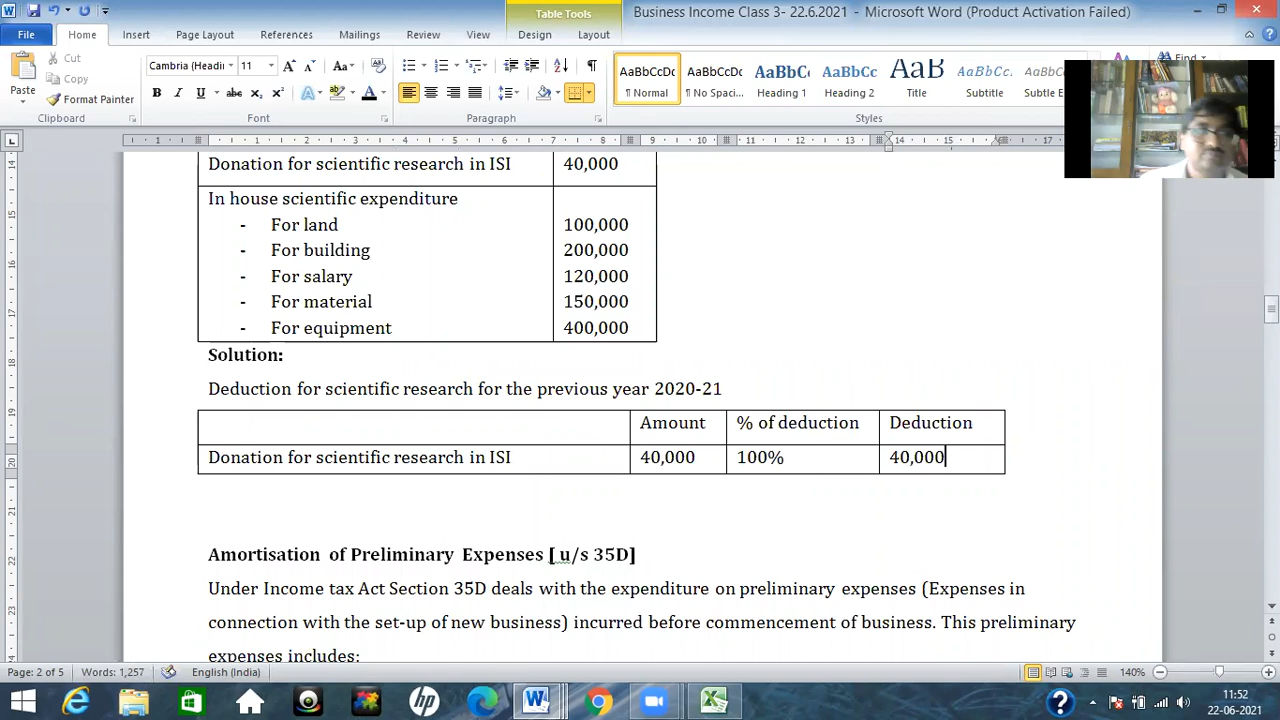 Table Tools
Business Income Class 3- 22.6.2021 - Microsoft Word (Product Activation Failed)
File Home Insert Page Layout References Mailings Review View Design Layout
Cut
Copy
Format Painter
Paste
Clipboard
Cambria (Headi 11
Font
Paragraph
AaBbCcDc AaBbCcDc AaBbCc AaBbCc AaB AaBbCcD AaBbCcD
¶ Normal ¶ No Spaci... Heading 1 Heading 2 Title Subtitle Subtle E
Styles
Find
Donation for scientific research in ISI 40,000
In house scientific expenditure
- For land 100,000
- For building 200,000
- For salary 120,000
- For material 150,000
- For equipment 400,000
Solution:
Deduction for scientific research for the previous year 2020-21
Amount % of deduction Deduction
Donation for scientific research in ISI 40,000 100% 40,000
Amortisation of Preliminary Expenses [ u/s 35D]
Under Income tax Act Section 35D deals with the expenditure on preliminary expenses (Expenses in
connection with the set-up of new business) incurred before commencement of business. This preliminary
expenses includes:
Page: 2 of 5 Words: 1,257 English (India) 140%
11:52
22-06-2021